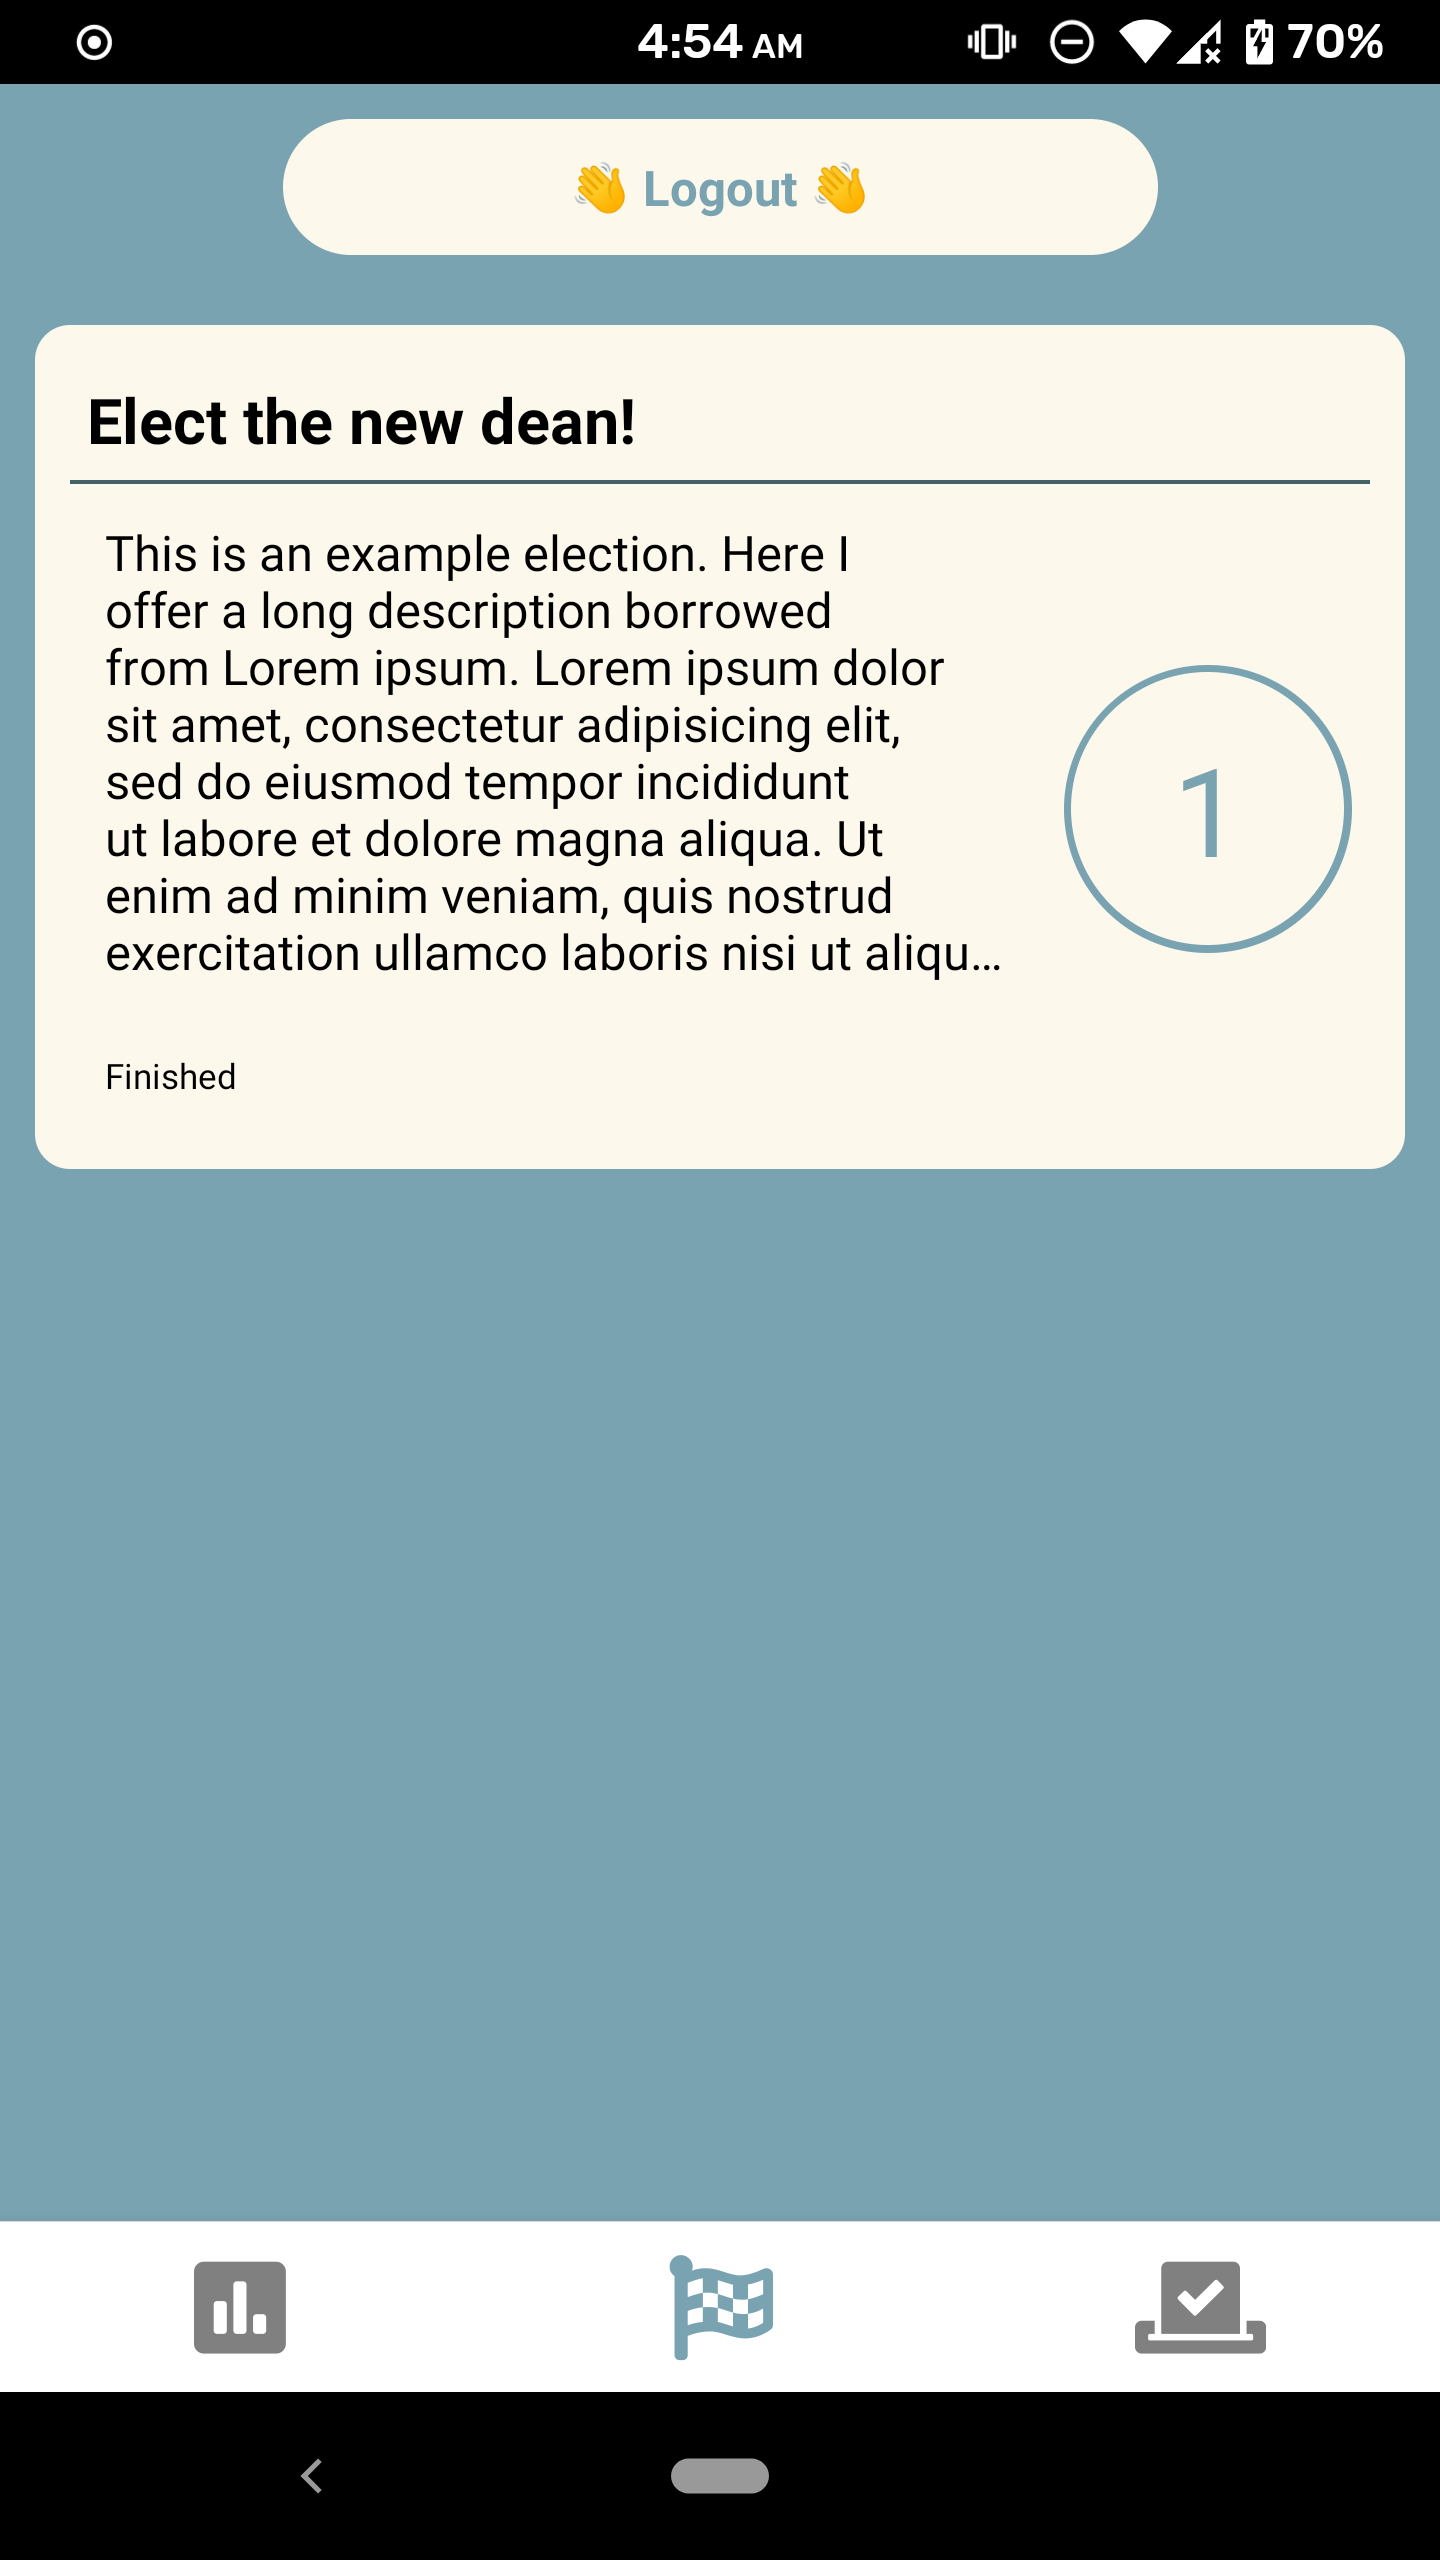 4:54 AM 70%
👋 Logout 👋
Elect the new dean!
This is an example election. Here I
offer a long description borrowed
from Lorem ipsum. Lorem ipsum dolor
sit amet, consectetur adipisicing elit,
sed do eiusmod tempor incididunt
ut labore et dolore magna aliqua. Ut
enim ad minim veniam, quis nostrud
exercitation ullamco laboris nisi ut aliqu…
1
Finished